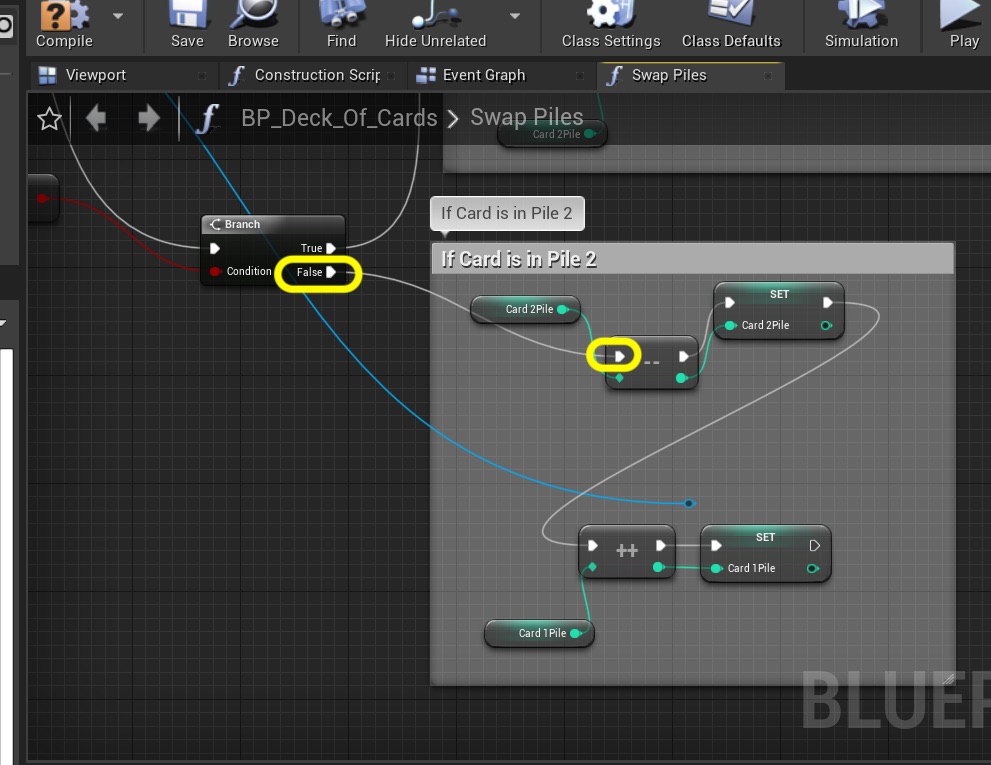 Compile Save Browse Find Hide Unrelated Class Settings Class Defaults Simulation Play
Viewport Construction Scrip Event Graph Swap Piles
BP_Deck_Of_Cards > Swap Piles
Card 2Pile
If Card is in Pile 2
Branch
True
Condition False
If Card is in Pile 2
Card 2Pile
SET
Card 2Pile
--
++
SET
Card 1Pile
Card 1Pile
BLUEP